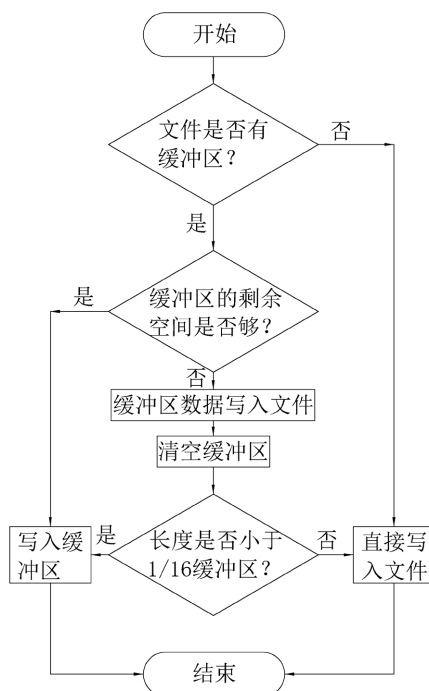 开始
文件是否有
缓冲区？
否
是
缓冲区的剩余
空间是否够？
是
否
缓冲区数据写入文件
清空缓冲区
长度是否小于
1/16缓冲区？
是
否
写入缓
冲区
直接写
入文件
结束